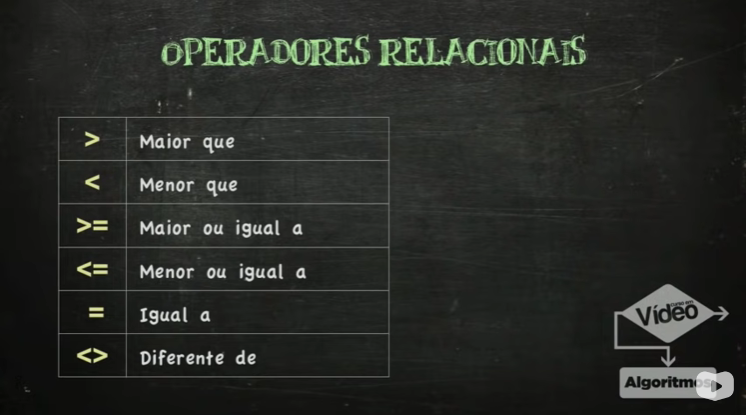 OPERADORES RELACIONAIS
> Maior que
< Menor que
>= Maior ou igual a
<= Menor ou igual a
= Igual a
<> Diferente de
curso em
Vídeo
Algoritmos